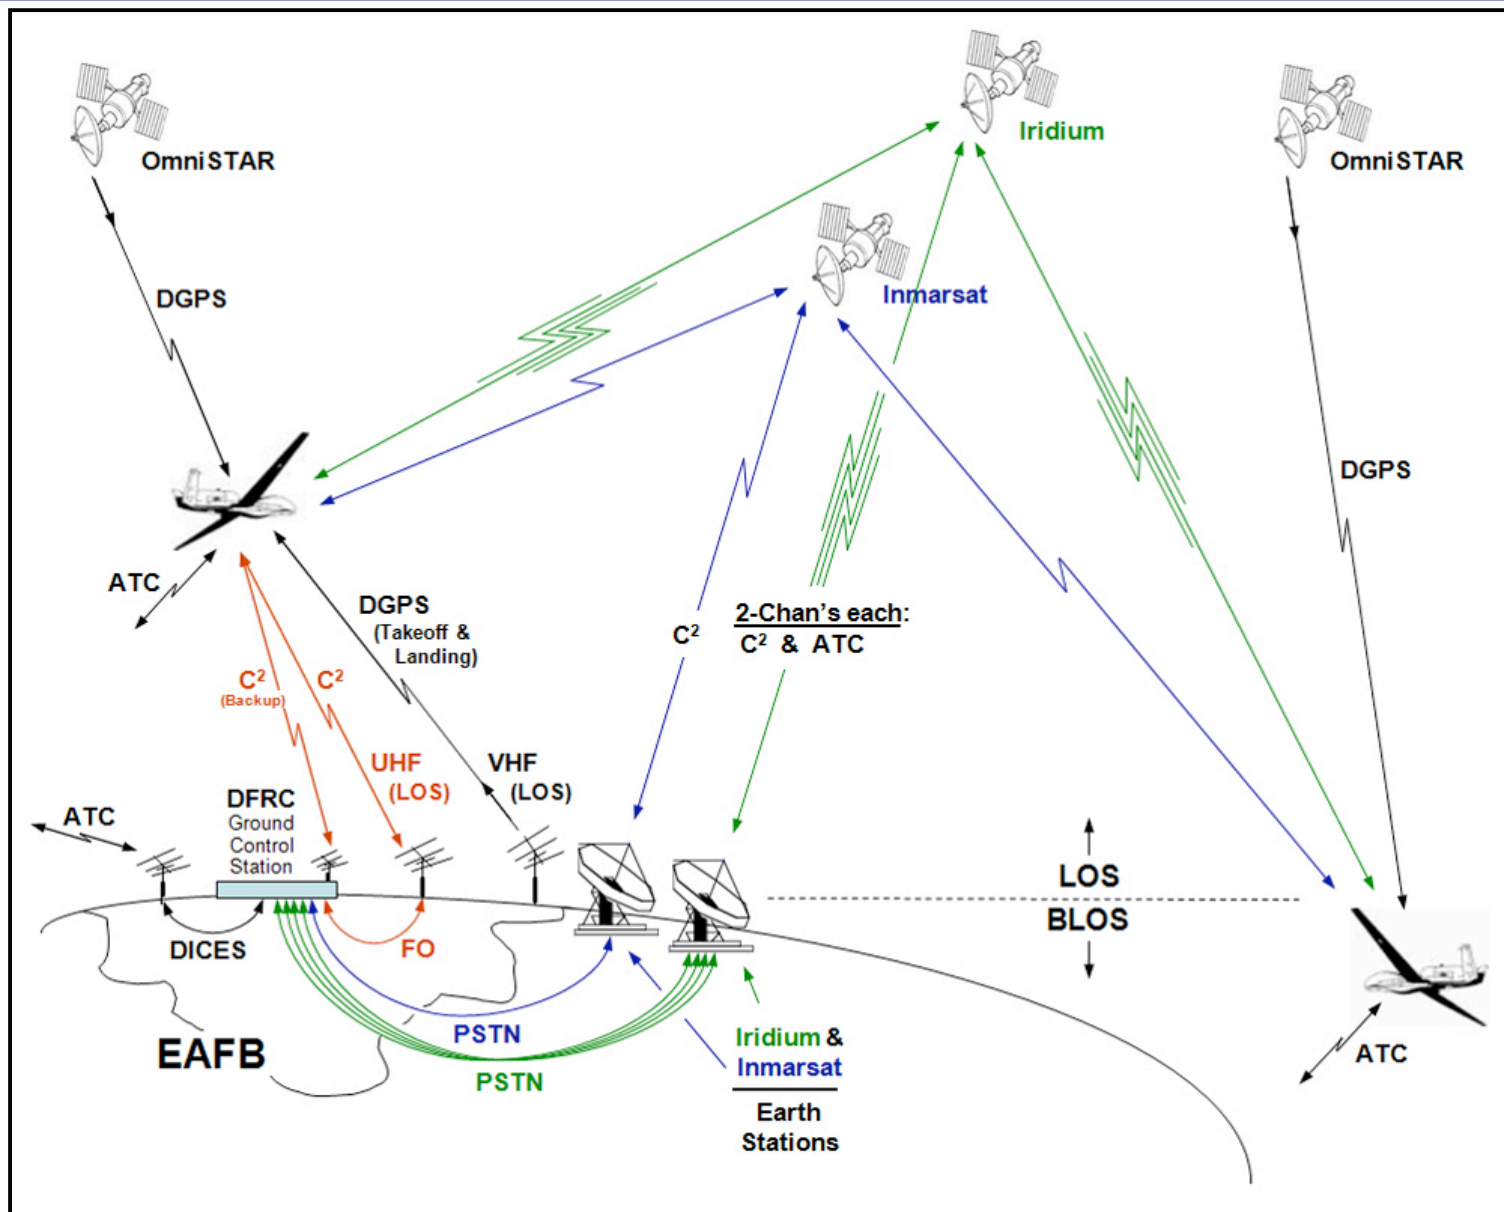 OmniSTAR
Iridium
OmniSTAR
Inmarsat
DGPS
DGPS
ATC
DGPS
(Takeoff &
Landing)
C²
2-Chan's each:
C² & ATC
C²
(Backup)
C²
UHF
(LOS)
VHF
(LOS)
ATC
DFRC
Ground
Control
Station
LOS
BLOS
DICES
FO
EAFB
PSTN
PSTN
Iridium &
Inmarsat
Earth
Stations
ATC